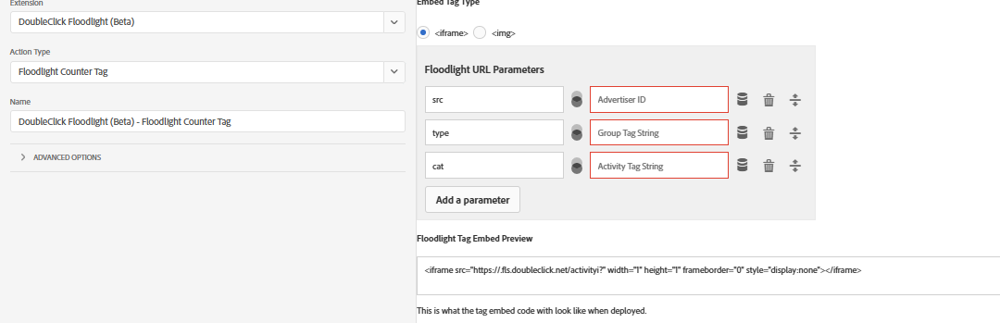 Extension
DoubleClick Floodlight (Beta)
Action Type
Floodlight Counter Tag
Name
DoubleClick Floodlight (Beta) - Floodlight Counter Tag
ADVANCED OPTIONS
Embed Tag Type
<iframe>
<img>
Floodlight URL Parameters
src
Advertiser ID
type
Group Tag String
cat
Activity Tag String
Add a parameter
Floodlight Tag Embed Preview
<iframe src="https://.fls.doubleclick.net/activityi?" width="1" height="1" frameborder="0" style="display:none"></iframe>
This is what the tag embed code with look like when deployed.